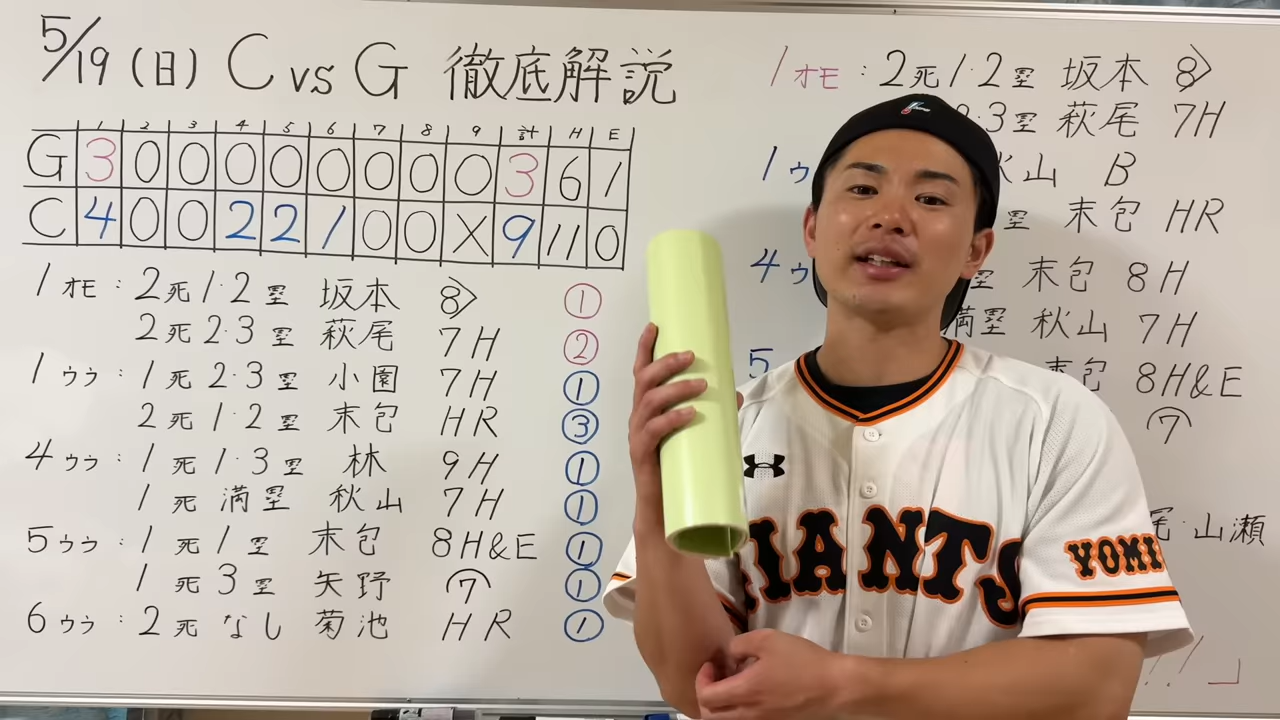 5/19(日) C vs G 徹底解説
1 2 3 4 5 6 7 8 9 計 H E
G 3 0 0 0 0 0 0 0 0 3 6 1
C 4 0 0 2 2 1 0 0 X 9 11 0
1オモ:2死1・2塁 坂本 8> ①
2死2・3塁 萩尾 7H ②
1ウラ:1死2・3塁 小園 7H ①
2死1・2塁 末包 HR ③
4ウラ:1死1・3塁 林 9H ①
1死満塁 秋山 7H ①
5ウラ:1死1塁 末包 8H&E ①
1死3塁 矢野 ⑦ ①
6ウラ:2死なし 菊池 HR ①
1オモ:2死1・2塁 坂本 8>
・3塁 萩尾 7H
1ウ 山 B
塁 末包 HR
4ウ 塁 末包 8H
満塁 秋山 7H
5 末包 8H&E
⑦
尾・山瀬
!!」
GIANTS
YOMI